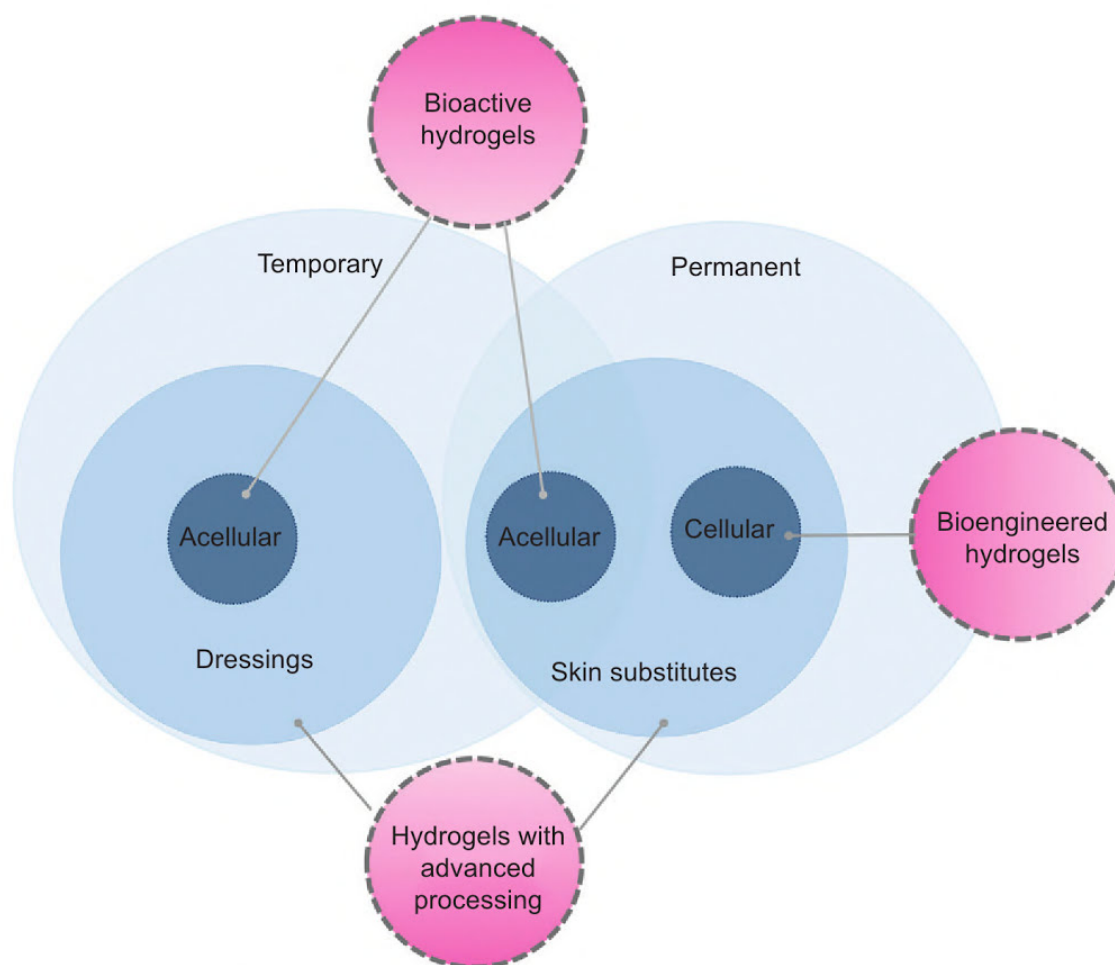 Bioactive
hydrogels
Temporary
Permanent
Acellular
Acellular
Cellular
Bioengineered
hydrogels
Dressings
Skin substitutes
Hydrogels with
advanced
processing